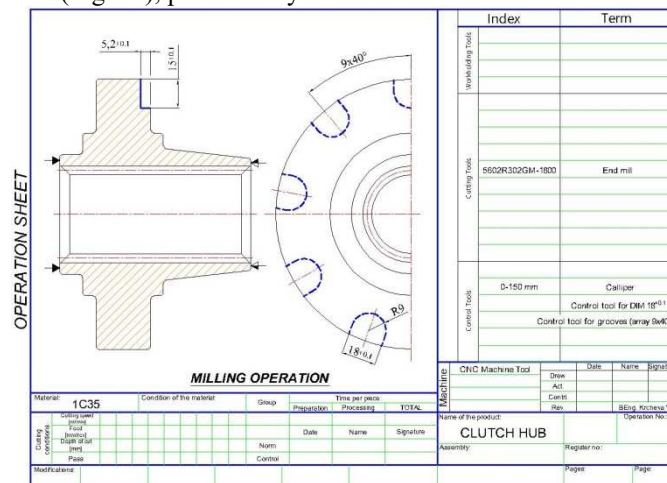 5,2±0.1
15±0.1
9x40°
R9
18±0.1
OPERATION SHEET
MILLING OPERATION
Index Term
Workholding Tools
Cutting Tools
5602R302GM-1800 End mill
Control Tools
0-150 mm Calliper
Control tool for DIM 18+0.1
Control tool for grooves (array 9x40
Machine
CNC Machine Tool
Date Name
Drew
Act.
Contrl.
Rev.
BEng.
Material: 1C35
Condition of the material
Group
Time per piece
Preparation Processing TOTAL
Cutting conditions
Cutting speed
Feed
Depth of cut
[mm]
Pass
Date Name Signature
Norm
Control
Name of the product:
Operation No.:
CLUTCH HUB
Assembly:
Register no.:
Modifications:
Pages: Page: